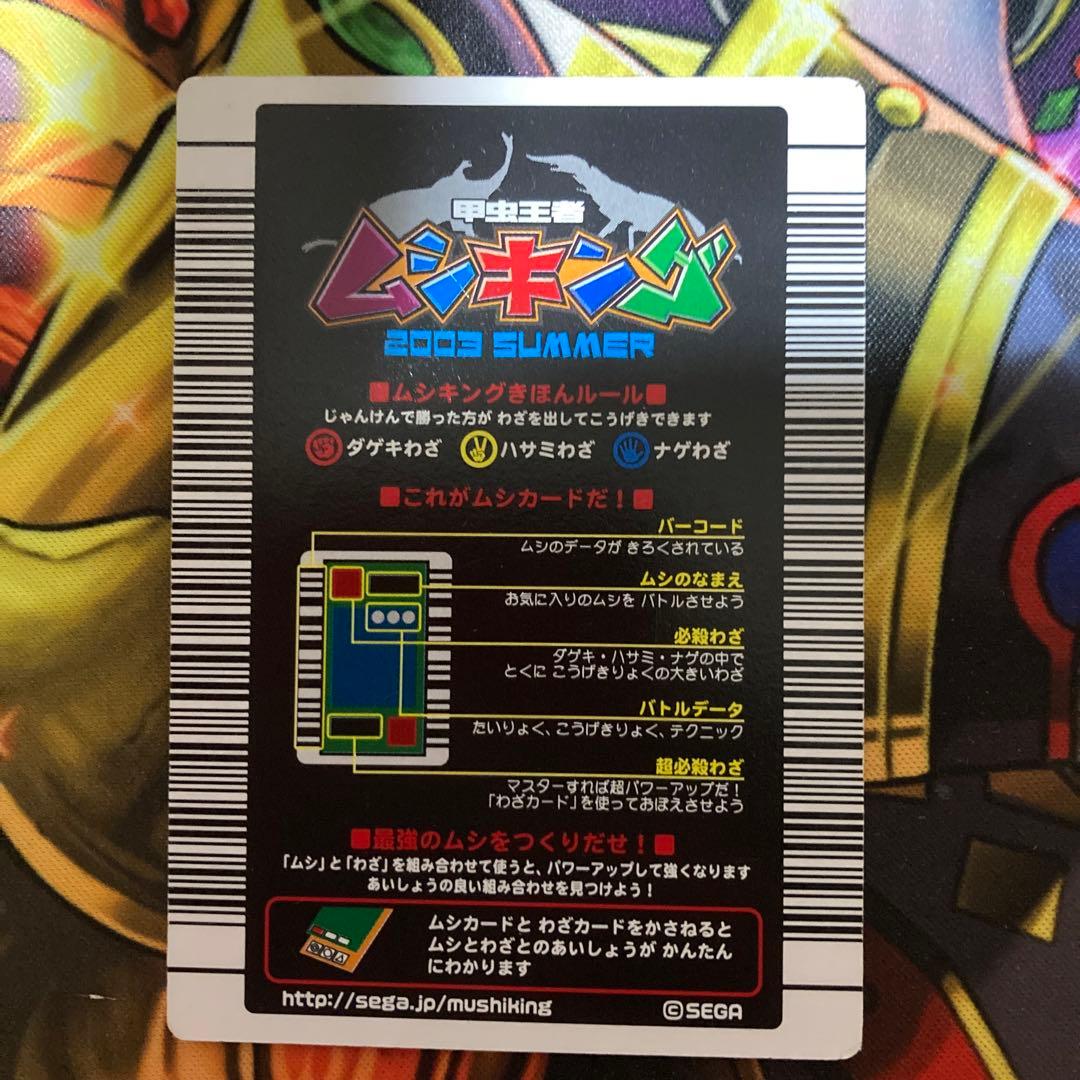 甲虫王者
ムシキング
2003 SUMMER
■ムシキングきほんルール■
じゃんけんで勝った方が わざを出してこうげきできます
ダゲキわざ ハサミわざ ナゲわざ
■これがムシカードだ！■
バーコード
ムシのデータが きろくされている
ムシのなまえ
お気に入りのムシを バトルさせよう
必殺わざ
ダゲキ・ハサミ・ナゲの中で
とくに こうげきりょくの大きいわざ
バトルデータ
たいりょく、こうげきりょく、テクニック
超必殺わざ
マスターすれば超パワーアップだ！
「わざカード」を使っておぼえさせよう
■最強のムシをつくりだせ！■
「ムシ」と「わざ」を組み合わせて使うと、パワーアップして強くなります
あいしょうの良い組み合わせを見つけよう！
ムシカードと わざカードをかさねると
ムシとわざとのあいしょうが かんたん
にわかります
http://sega.jp/mushiking
©SEGA